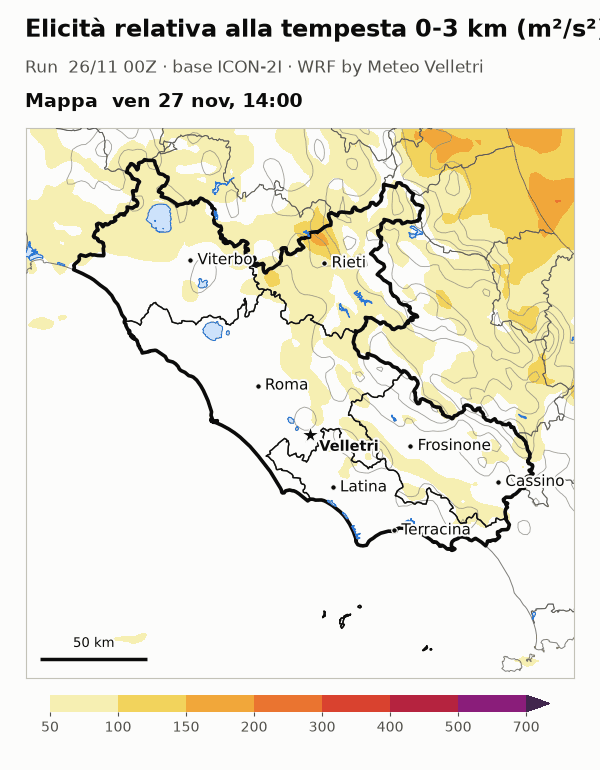 Elicità relativa alla tempesta 0-3 km (m²/s²)
Run 26/11 00Z · base ICON-2I · WRF by Meteo Velletri
Mappa ven 27 nov, 14:00
Viterbo
Rieti
Roma
Velletri
Frosinone
Latina
Cassino
Terracina
50 km
50 100 150 200 300 400 500 700